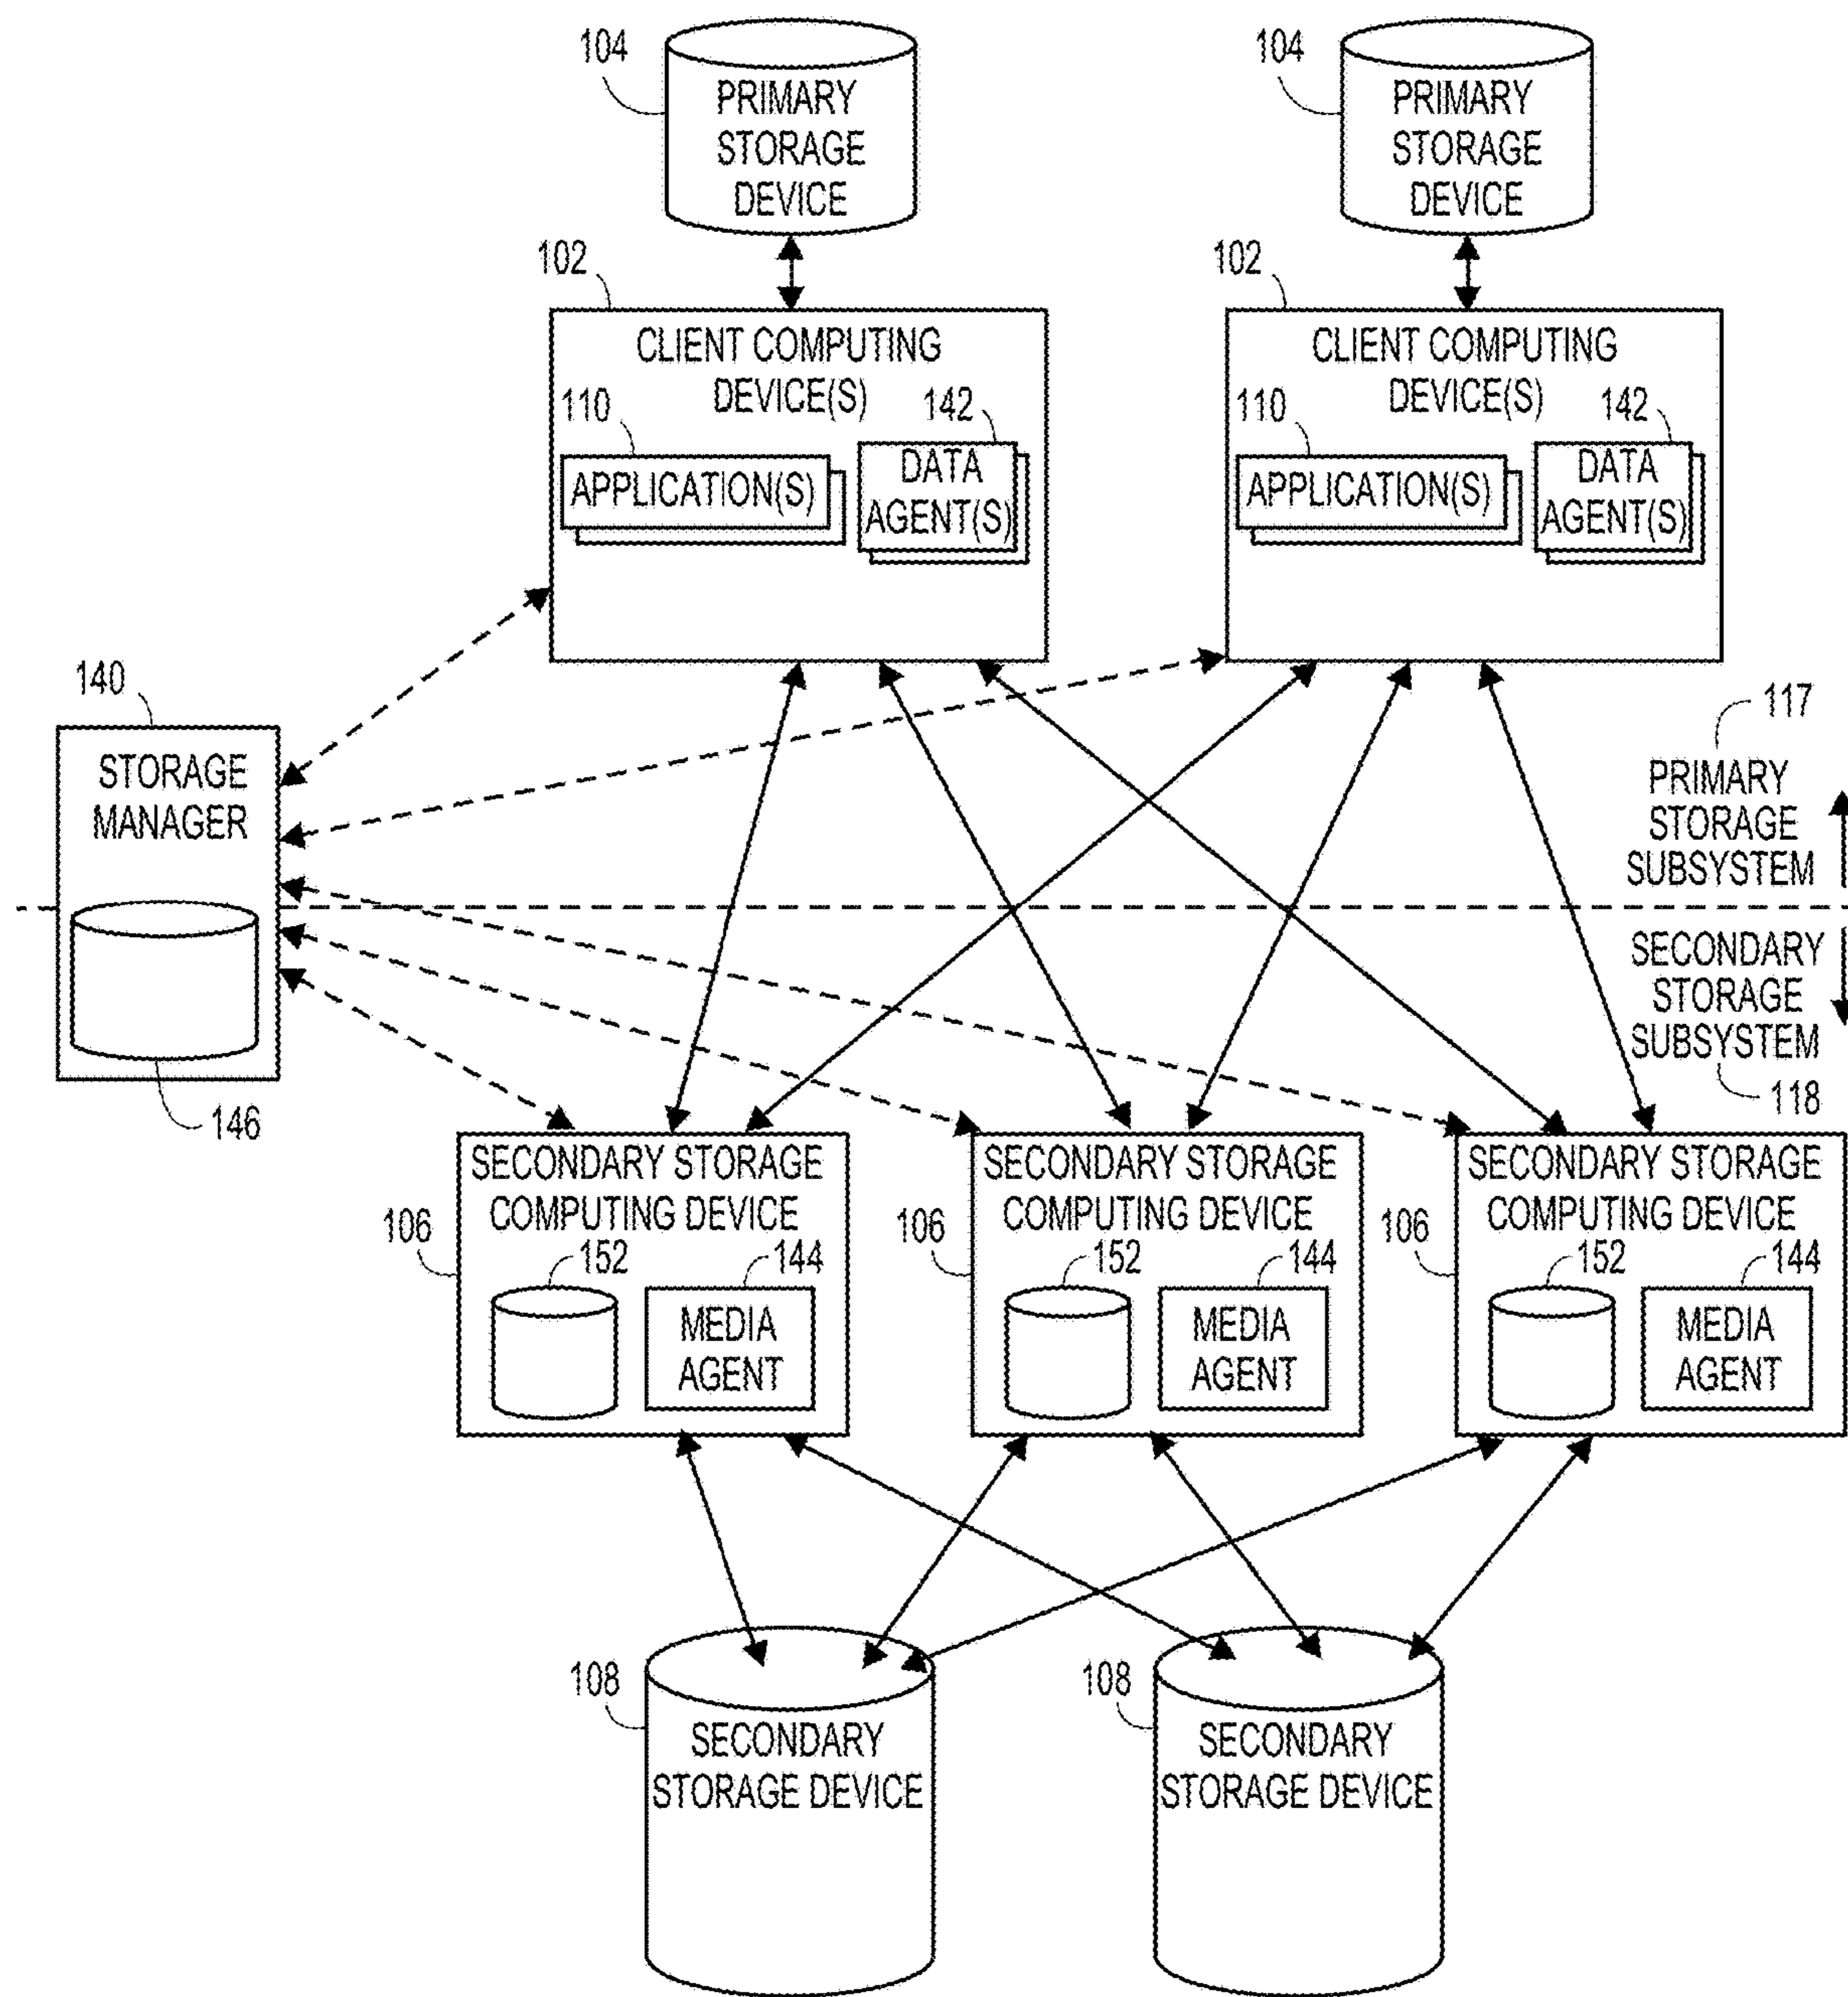 104
PRIMARY
STORAGE
DEVICE
104
PRIMARY
STORAGE
DEVICE
102
CLIENT COMPUTING
DEVICE(S)
110
142
APPLICATION(S)
DATA
AGENT(S)
102
CLIENT COMPUTING
DEVICE(S)
110
142
APPLICATION(S)
DATA
AGENT(S)
140
STORAGE
MANAGER
146
117
PRIMARY
STORAGE
SUBSYSTEM
SECONDARY
STORAGE
SUBSYSTEM
118
106
SECONDARY STORAGE
COMPUTING DEVICE
152
144
MEDIA
AGENT
106
SECONDARY STORAGE
COMPUTING DEVICE
152
144
MEDIA
AGENT
106
SECONDARY STORAGE
COMPUTING DEVICE
152
144
MEDIA
AGENT
108
SECONDARY
STORAGE DEVICE
108
SECONDARY
STORAGE DEVICE